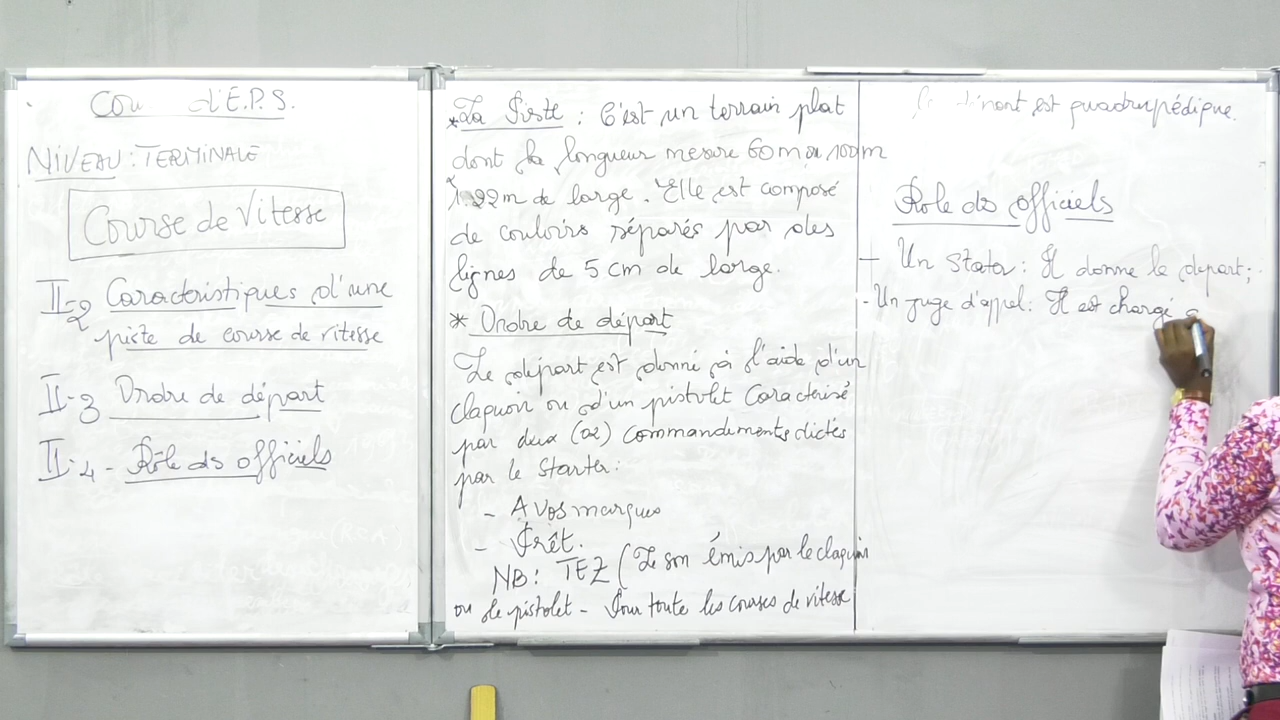 Cou d'E.P.S.
NIVEAU : TERMINALE
Course de Vitesse
II-2 Caractéristiques d'une
piste de course de vitesse
II-3 Ordre de départ
II-4 - Rôle des officiels
* La Piste : C'est un terrain plat
dont la longueur mesure 60m ou 100m
1.22m de large. Elle est composé
de couloirs séparés par des
lignes de 5 cm de large.
* Ordre de départ
Le départ est donné à l'aide d'un
claquoir ou d'un pistolet Caractérisé
par deux (02) Commandements dictés
par le starter :
- A vos marques
- Prêt.
NB : TEZ (Le son émis par le claquoir
ou le pistolet - Pour toute les courses de vitesse
est quadrupédique.
Rôle des officiels
- Un stater : Il donne le départ ;
- Un juge d'appel : Il est chargé